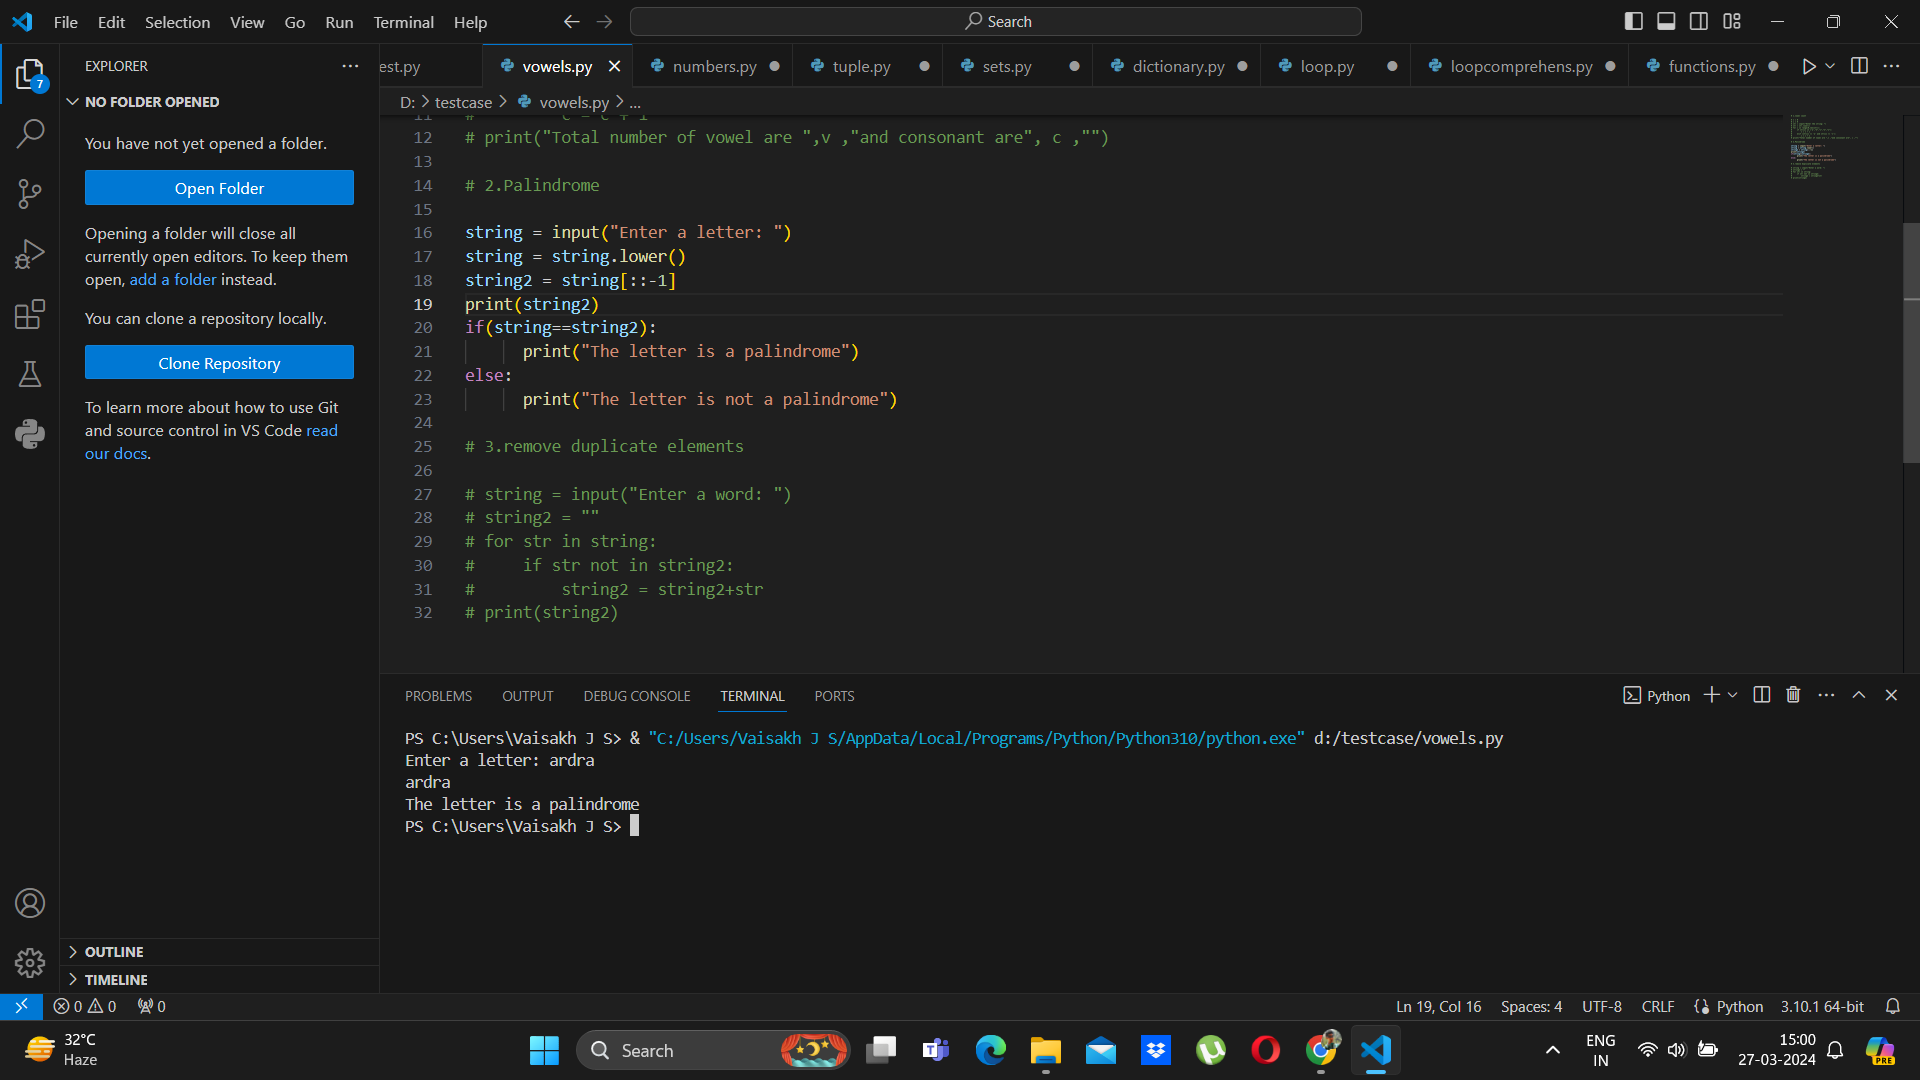 File Edit Selection View Go Run Terminal Help
Search
EXPLORER
7
NO FOLDER OPENED
You have not yet opened a folder.
Open Folder
Opening a folder will close all
currently open editors. To keep them
open, add a folder instead.
You can clone a repository locally.
Clone Repository
To learn more about how to use Git
and source control in VS Code read
our docs.
OUTLINE
TIMELINE
est.py vowels.py numbers.py tuple.py sets.py dictionary.py loop.py loopcomprehens.py functions.py
D: > testcase > vowels.py > ...
12 # print("Total number of vowel are ",v ,"and consonant are", c ,"")
13
14 # 2.Palindrome
15
16 string = input("Enter a letter: ")
17 string = string.lower()
18 string2 = string[::-1]
19 print(string2)
20 if(string==string2):
21 print("The letter is a palindrome")
22 else:
23 print("The letter is not a palindrome")
24
25 # 3.remove duplicate elements
26
27 # string = input("Enter a word: ")
28 # string2 = ""
29 # for str in string:
30 # if str not in string2:
31 # string2 = string2+str
32 # print(string2)
PROBLEMS OUTPUT DEBUG CONSOLE TERMINAL PORTS
Python
PS C:\Users\Vaisakh J S> & "C:/Users/Vaisakh J S/AppData/Local/Programs/Python/Python310/python.exe" d:/testcase/vowels.py
Enter a letter: ardra
ardra
The letter is a palindrome
PS C:\Users\Vaisakh J S>
0 0 0
Ln 19, Col 16 Spaces: 4 UTF-8 CRLF Python 3.10.1 64-bit
32°C
Haze
Search
ENG
IN
15:00
27-03-2024
PRE